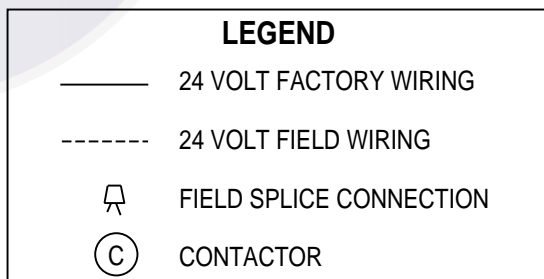 LEGEND
24 VOLT FACTORY WIRING
24 VOLT FIELD WIRING
FIELD SPLICE CONNECTION
C CONTACTOR